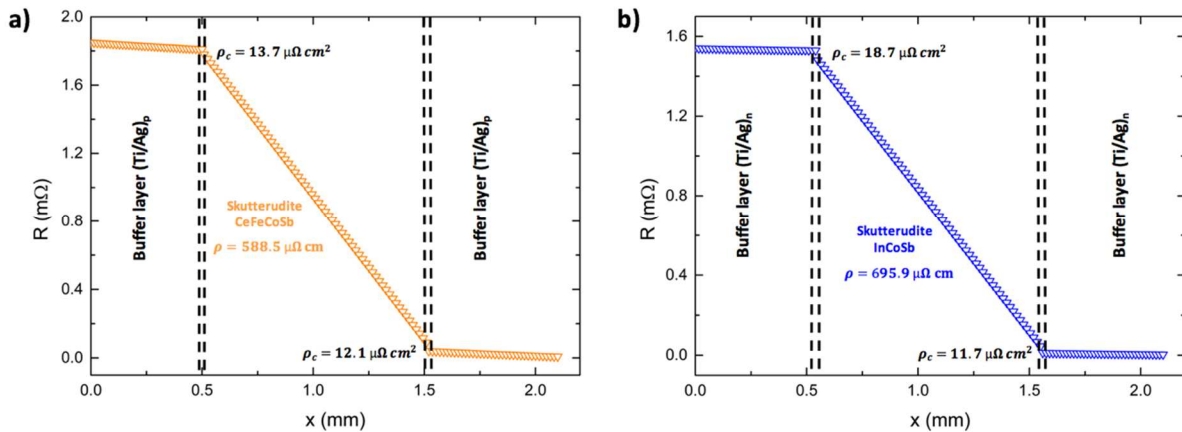 a)
2.0
1.6
1.2
0.8
0.4
0.0
R (mΩ)
0.0 0.5 1.0 1.5 2.0
x (mm)
Buffer layer (Ti/Ag)p
ρc = 13.7 μΩ cm²
Skutterudite
CeFeCoSb
ρ = 588.5 μΩ cm
ρc = 12.1 μΩ cm²
Buffer layer (Ti/Ag)p
b)
1.6
1.2
0.8
0.4
0.0
R (mΩ)
0.0 0.5 1.0 1.5 2.0
x (mm)
Buffer layer (Ti/Ag)n
ρc = 18.7 μΩ cm²
Skutterudite
InCoSb
ρ = 695.9 μΩ cm
ρc = 11.7 μΩ cm²
Buffer layer (Ti/Ag)n